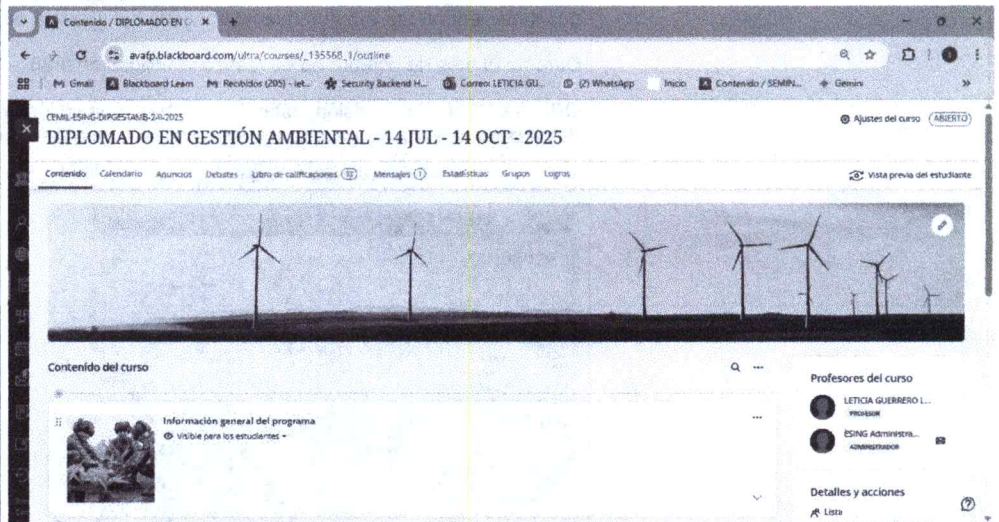 Contenido / DIPLOMADO EN G
avafp.blackboard.com/ultra/courses/_135568_1/outline
Gmail Blackboard Learn Recibidos (205) - let... Security Backend H... Correo: LETICIA GU... (2) WhatsApp Inicio Contenido / SEMIN... Gemini
CEMIL-ESING-DIPGESTAMB-24II-2025
Ajustes del curso ABIERTO
DIPLOMADO EN GESTIÓN AMBIENTAL - 14 JUL - 14 OCT - 2025
Contenido Calendario Anuncios Debates Libro de calificaciones Mensajes 1 Estadísticas Grupos Logros
Vista previa del estudiante
Contenido del curso
Información general del programa
Visible para los estudiantes
Profesores del curso
LETICIA GUERRERO L...
PROFESOR
ESING Administra...
ADMINISTRADOR
Detalles y acciones
Lista